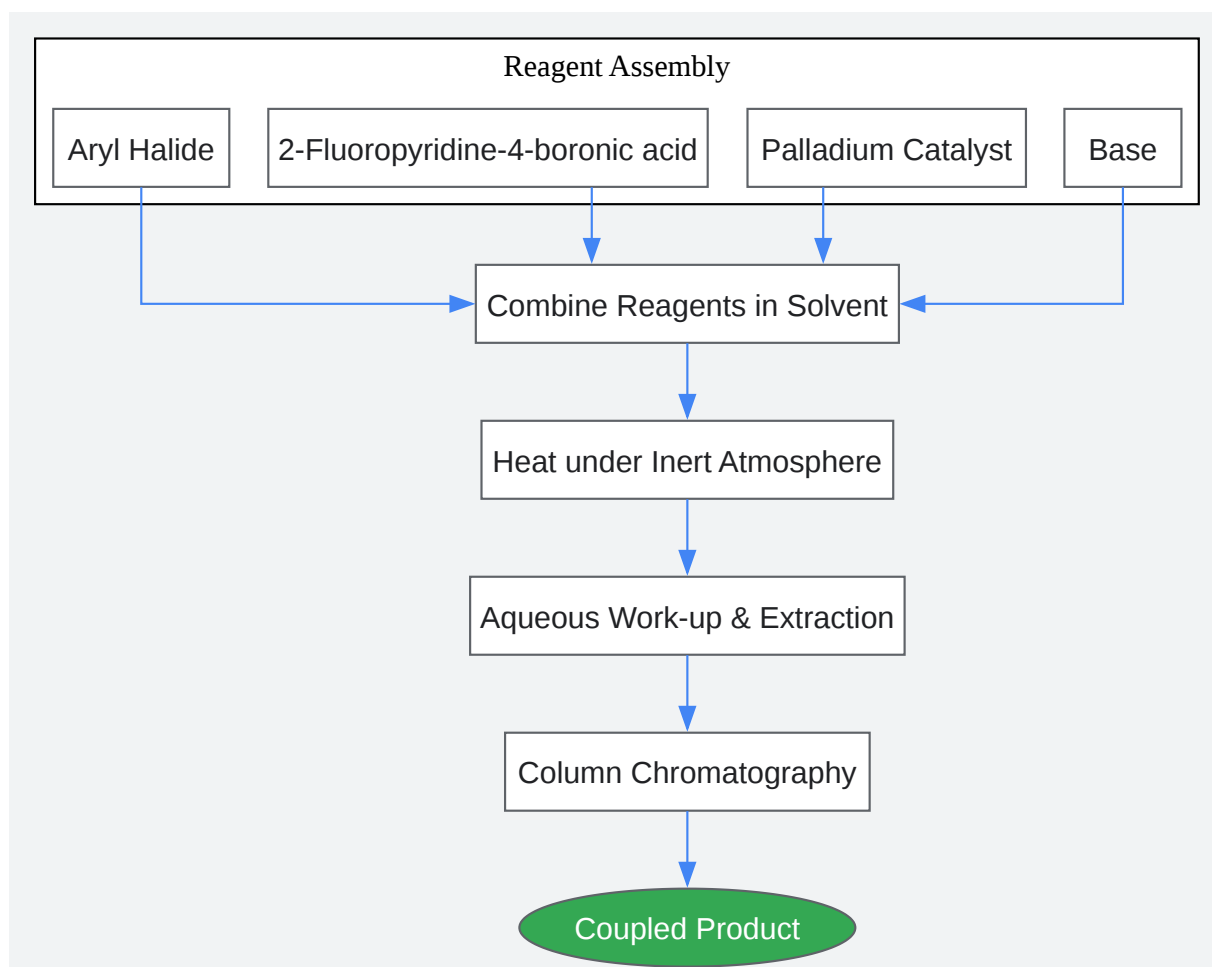 Reagent Assembly
Aryl Halide
2-Fluoropyridine-4-boronic acid
Palladium Catalyst
Base
Combine Reagents in Solvent
Heat under Inert Atmosphere
Aqueous Work-up & Extraction
Column Chromatography
Coupled Product